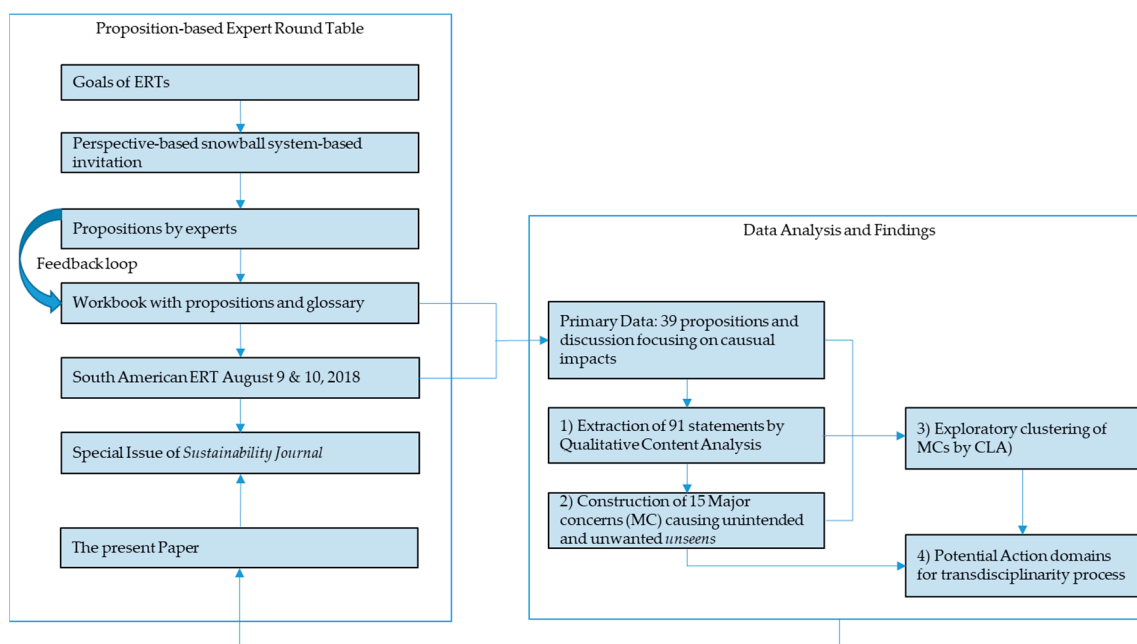 Proposition-based Expert Round Table
Goals of ERTs
Perspective-based snowball system-based
invitation
Propositions by experts
Feedback loop
Workbook with propositions and glossary
South American ERT August 9 & 10, 2018
Special Issue of Sustainability Journal
The present Paper
Data Analysis and Findings
Primary Data: 39 propositions and
discussion focusing on causual
impacts
1) Extraction of 91 statements by
Qualitative Content Analysis
2) Construction of 15 Major
concerns (MC) causing unintended
and unwanted unseens
3) Exploratory clustering of
MCs by CLA)
4) Potential Action domains
for transdisciplinarity process